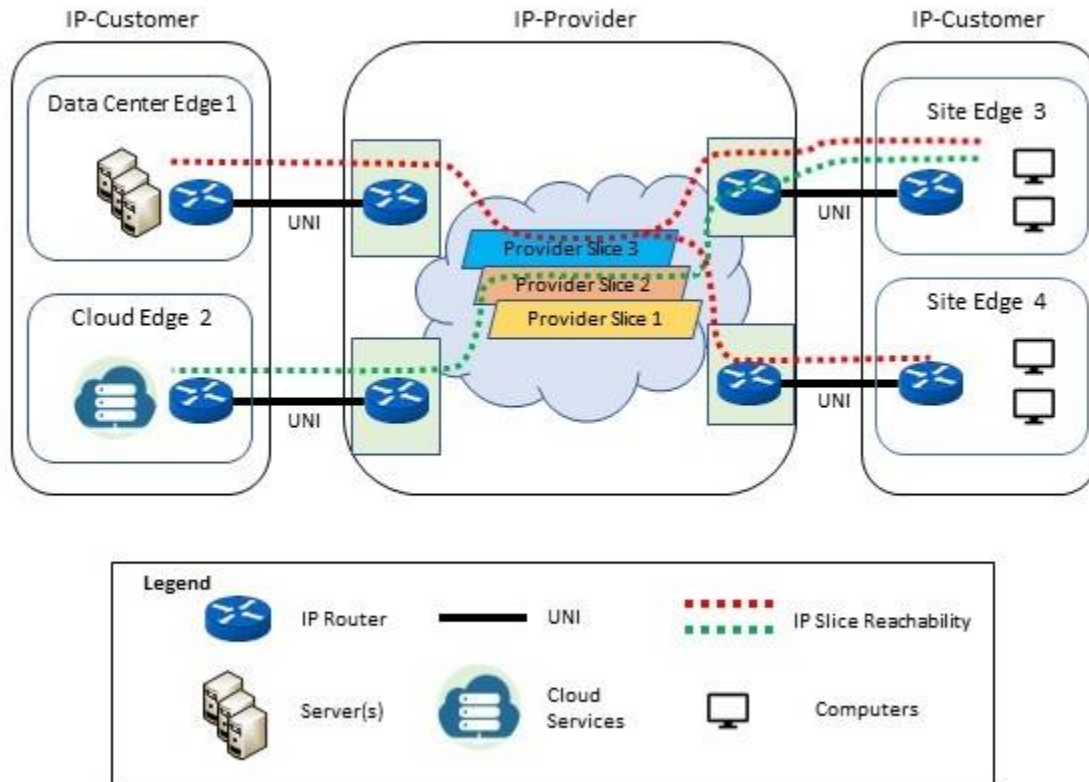 IP-Customer
IP-Provider
IP-Customer
Data Center Edge 1
Site Edge 3
UNI
UNI
Provider Slice 3
Provider Slice 2
Provider Slice 1
Cloud Edge 2
Site Edge 4
UNI
UNI
Legend
IP Router
UNI
IP Slice Reachability
Server(s)
Cloud
Services
Computers